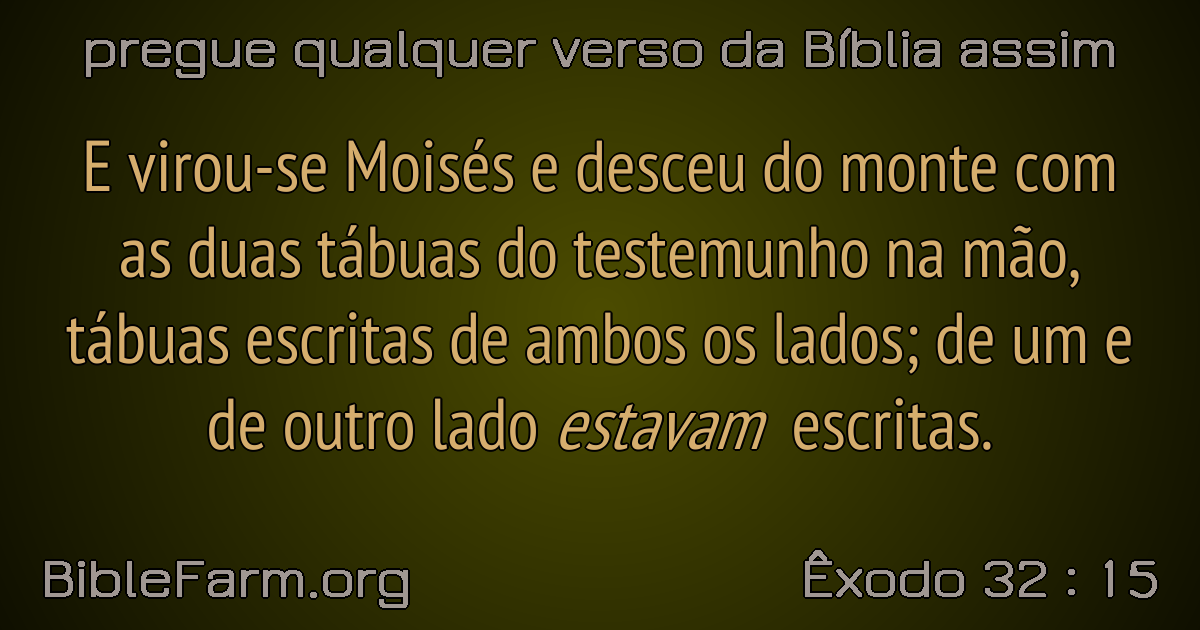 pregue qualquer verso da Bíblia assim
E virou-se Moisés e desceu do monte com
as duas tábuas do testemunho na mão,
tábuas escritas de ambos os lados; de um e
de outro lado estavam escritas.
BibleFarm.org
Êxodo 32 : 15